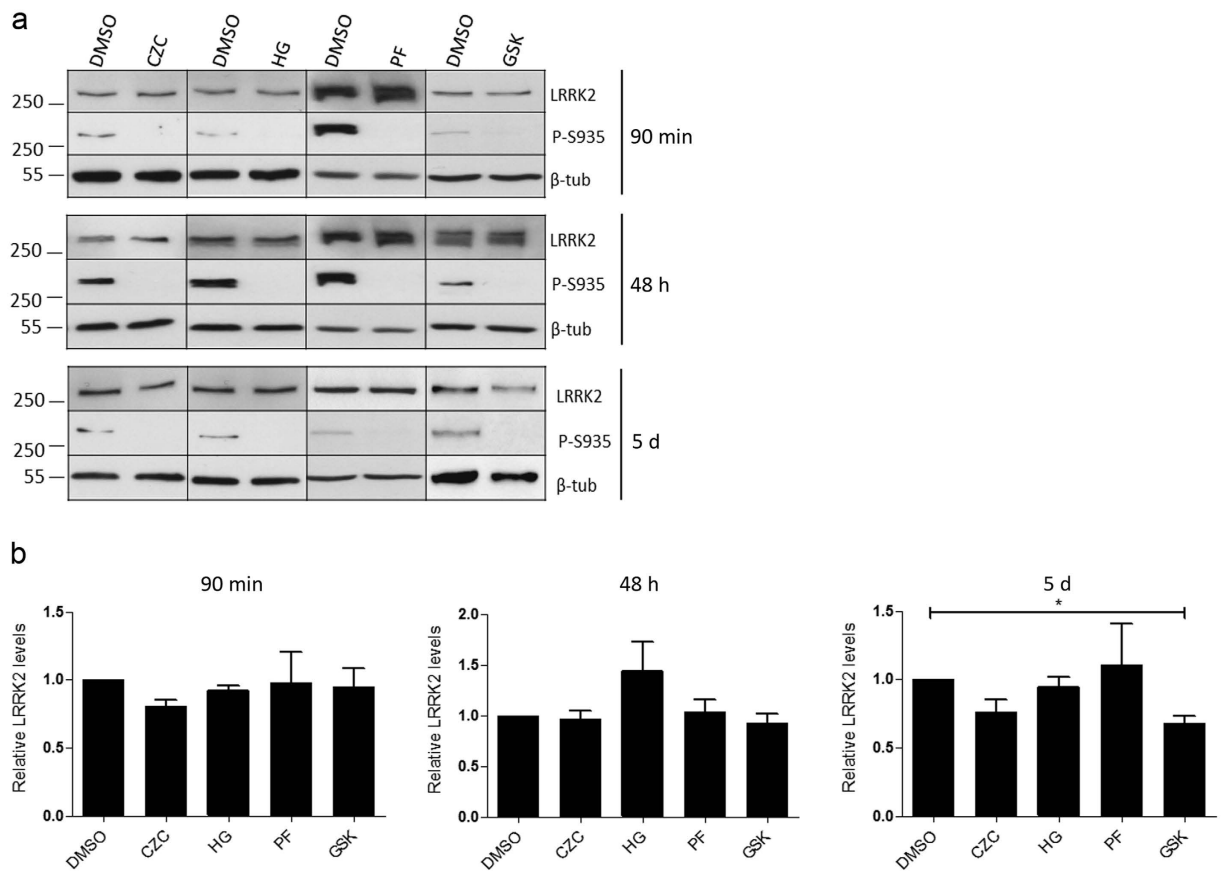 a
DMSO CZC DMSO HG DMSO PF DMSO GSK
250 LRRK2
250 P-S935 90 min
55 β-tub
250 LRRK2
250 P-S935 48 h
55 β-tub
250 LRRK2
250 P-S935 5 d
55 β-tub
b
90 min
Relative LRRK2 levels
1.5
1.0
0.5
0.0
DMSO CZC HG PF GSK
48 h
Relative LRRK2 levels
2.0
1.5
1.0
0.5
0.0
DMSO CZC HG PF GSK
5 d
*
Relative LRRK2 levels
1.5
1.0
0.5
0.0
DMSO CZC HG PF GSK